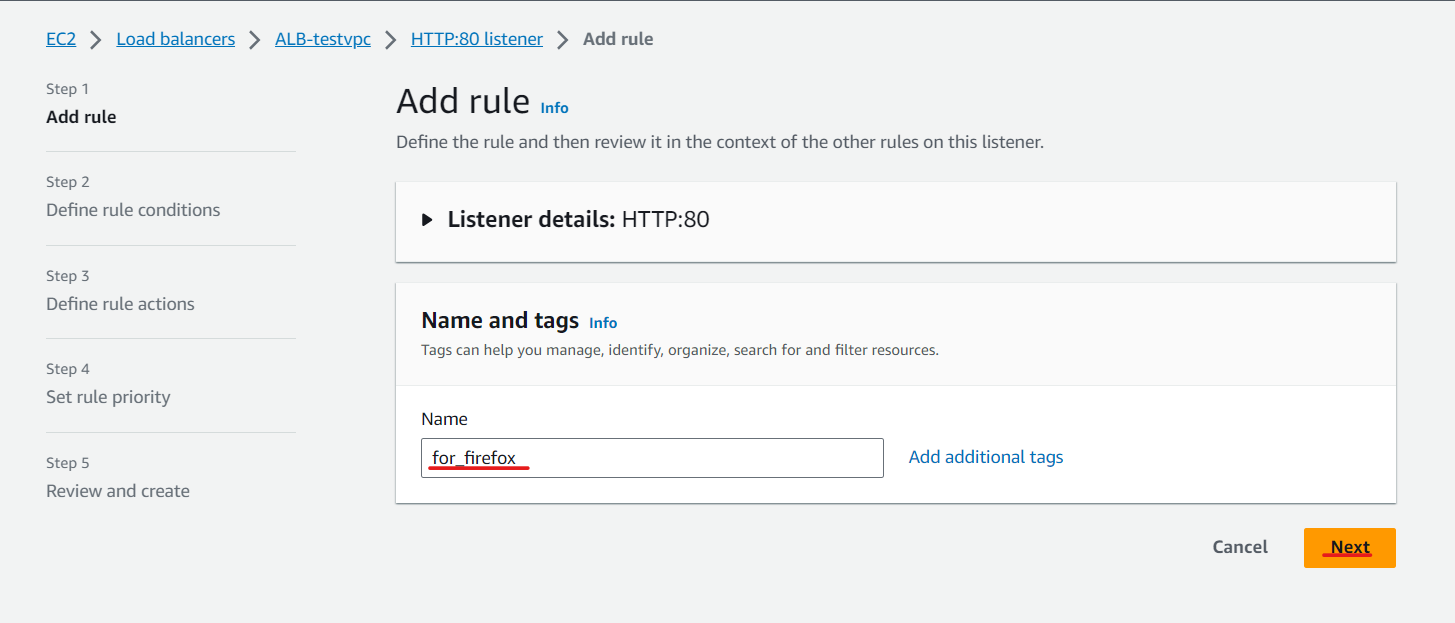 EC2 > Load balancers > ALB-testvpc > HTTP:80 listener > Add rule
Step 1
Add rule
Step 2
Define rule conditions
Step 3
Define rule actions
Step 4
Set rule priority
Step 5
Review and create
Add rule Info
Define the rule and then review it in the context of the other rules on this listener.
Listener details: HTTP:80
Name and tags Info
Tags can help you manage, identify, organize, search for and filter resources.
Name
for_firefox
Add additional tags
Cancel
Next